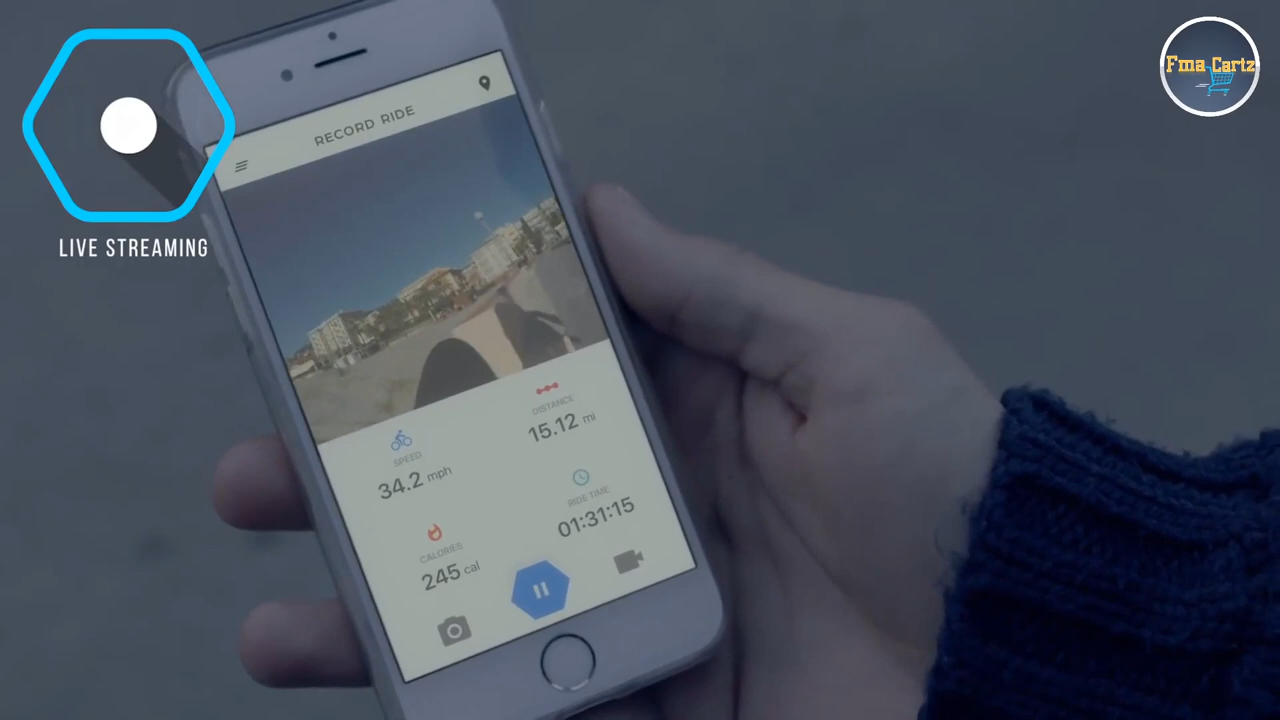 Fma Cartz
RECORD RIDE
LIVE STREAMING
DISTANCE
15.12 mi
SPEED
34.2 mph
RIDE TIME
01:31:15
CALORIES
245 cal